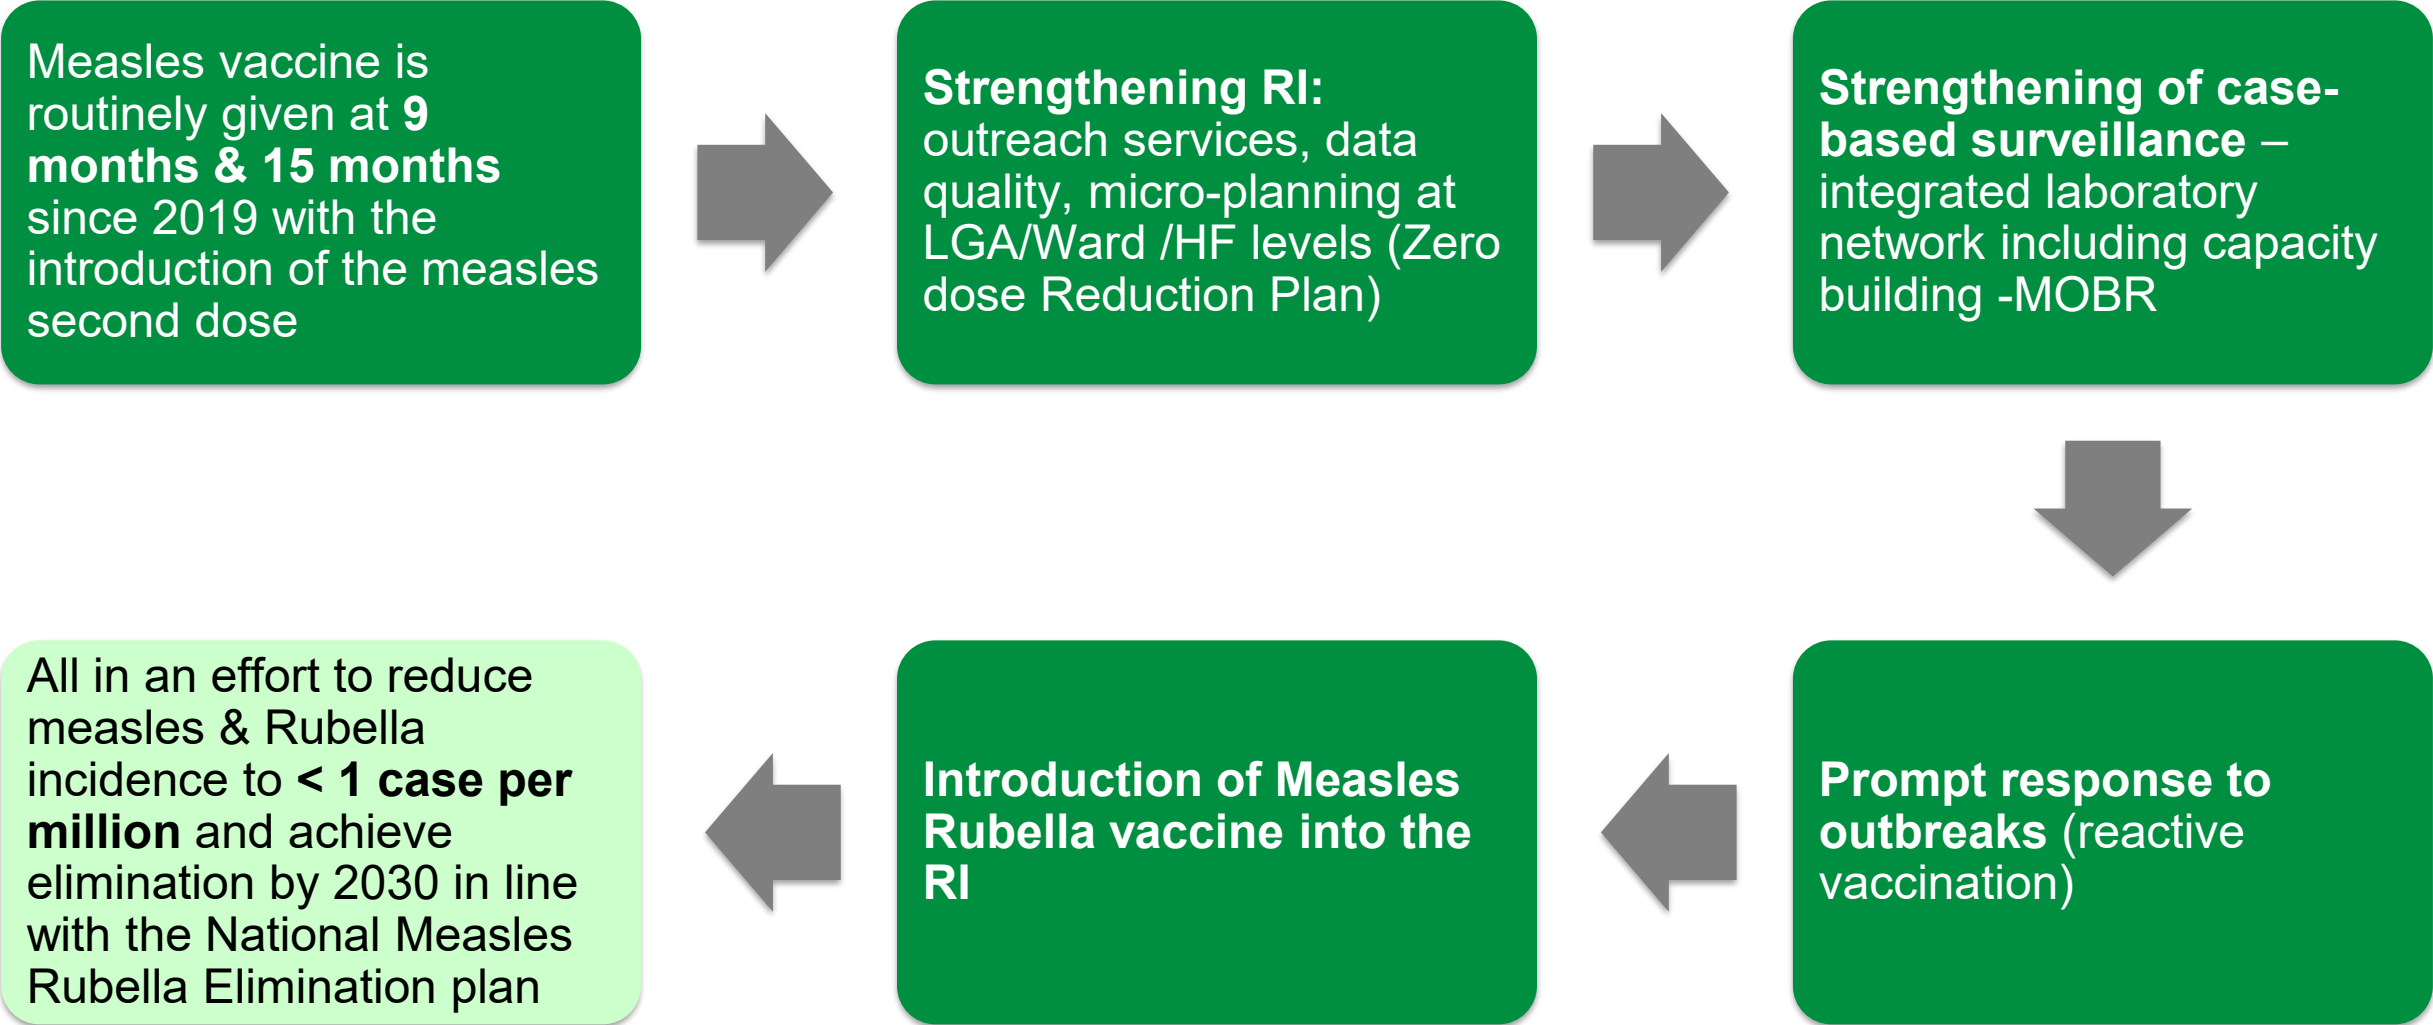 Measles vaccine is
routinely given at 9
months & 15 months
since 2019 with the
introduction of the measles
second dose
Strengthening RI:
outreach services, data
quality, micro-planning at
LGA/Ward /HF levels (Zero
dose Reduction Plan)
Strengthening of case-
based surveillance –
integrated laboratory
network including capacity
building -MOBR
Prompt response to
outbreaks (reactive
vaccination)
Introduction of Measles
Rubella vaccine into the
RI
All in an effort to reduce
measles & Rubella
incidence to < 1 case per
million and achieve
elimination by 2030 in line
with the National Measles
Rubella Elimination plan